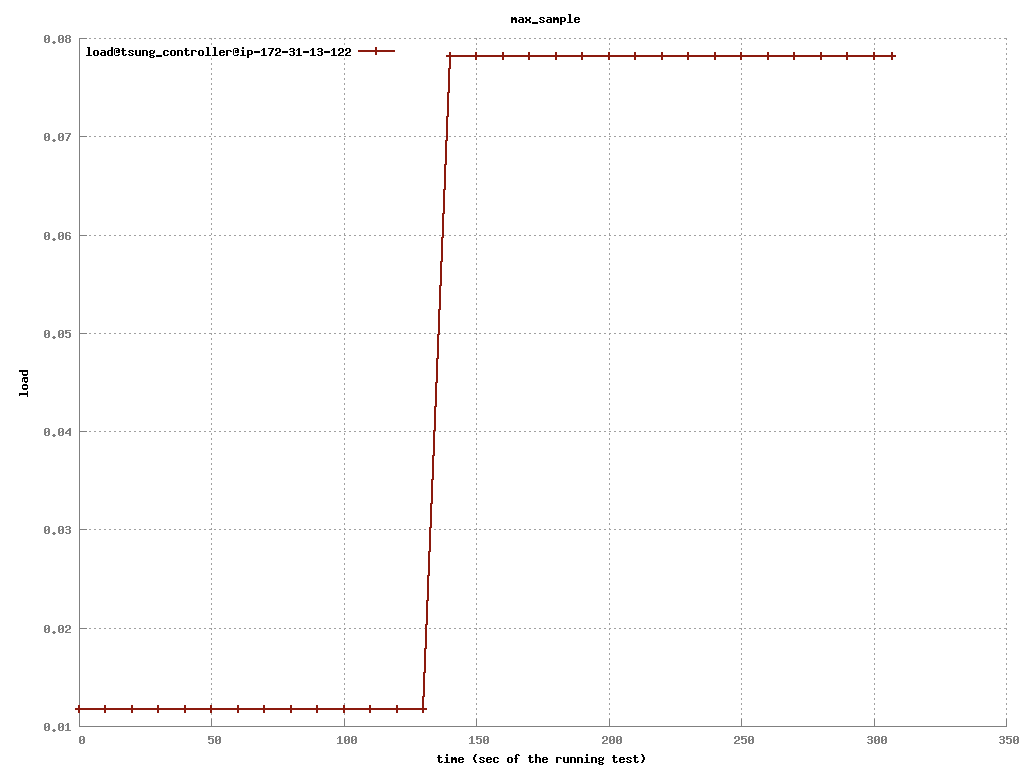 max_sample
load@tsung_controller@ip-172-31-13-122
0.08
0.07
0.06
0.05
0.04
0.03
0.02
0.01
load
0 50 100 150 200 250 300 350
time (sec of the running test)